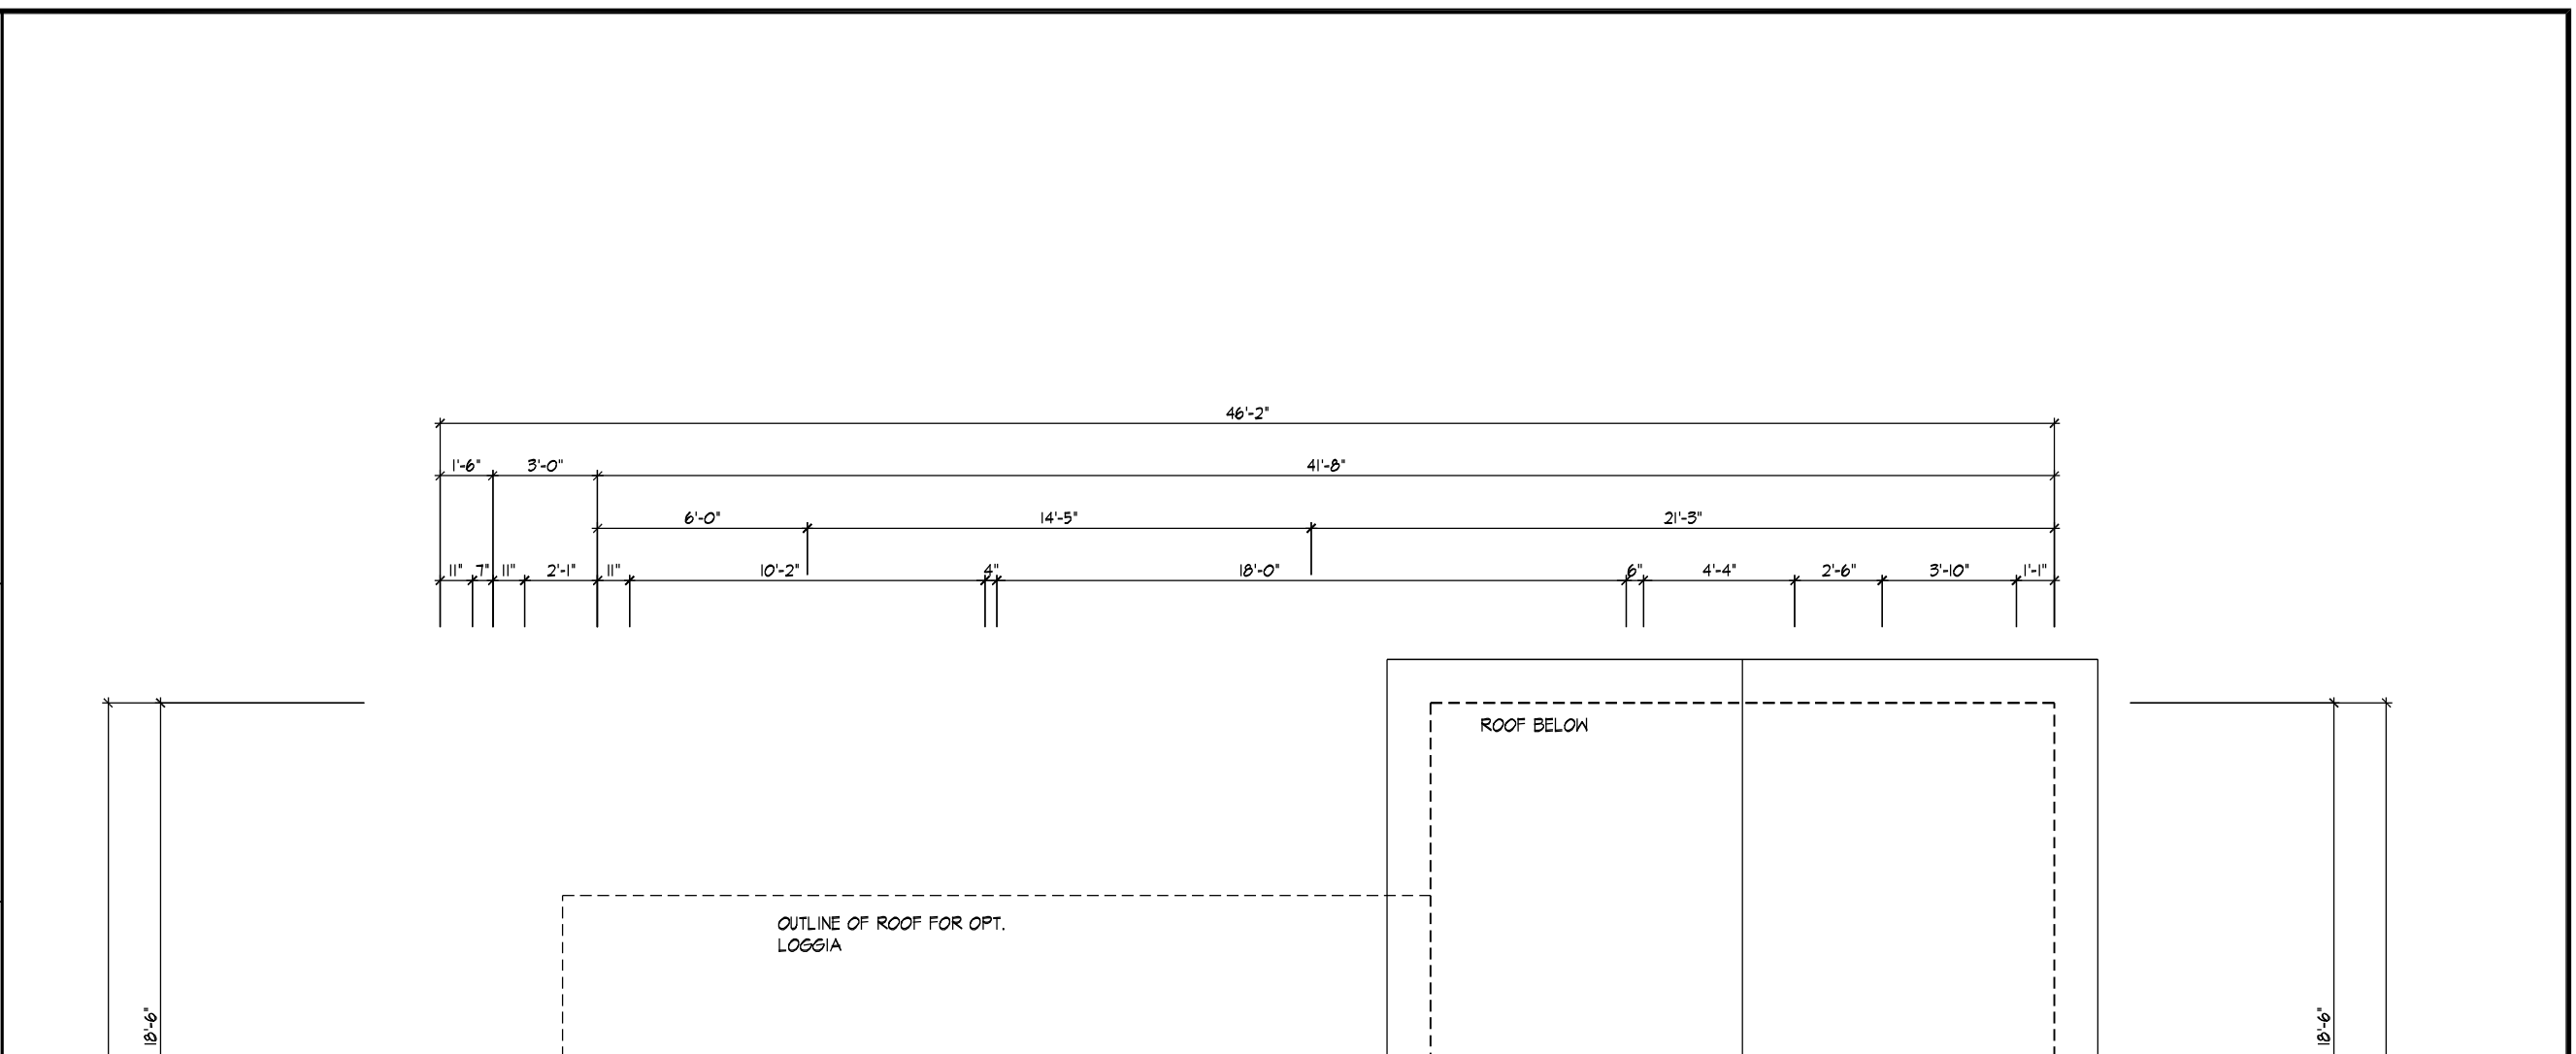 46'-2"
1'-6" 3'-0" 41'-8"
6'-0" 14'-5" 21'-3"
11" 7" 11" 2'-1" 11" 10'-2" 4" 18'-0" 6" 4'-4" 2'-6" 3'-10" 1'-1"
ROOF BELOW
OUTLINE OF ROOF FOR OPT.
LOGGIA
18'-6" 18'-6"